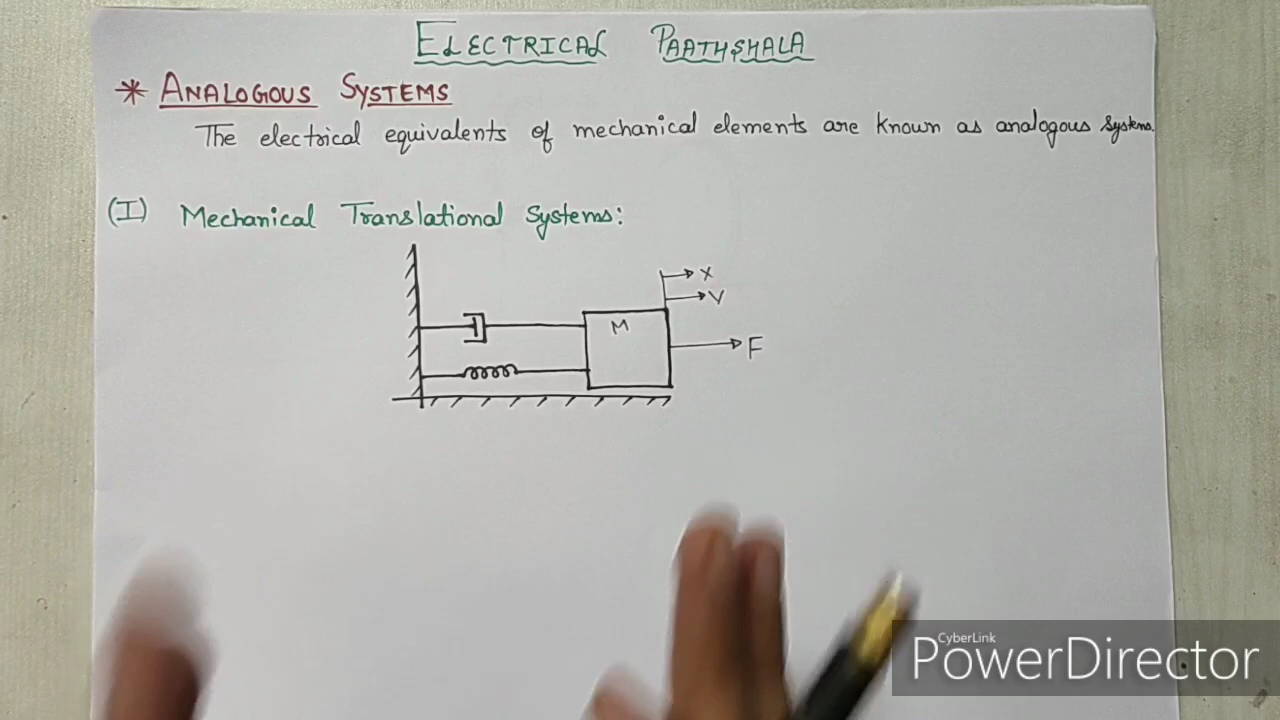 ELECTRICAL PAATHSHALA
* ANALOGOUS SYSTEMS
The electrical equivalents of mechanical elements are known as analogous systems.
(I) Mechanical Translational Systems:
X
V
M
F
CyberLink
PowerDirector